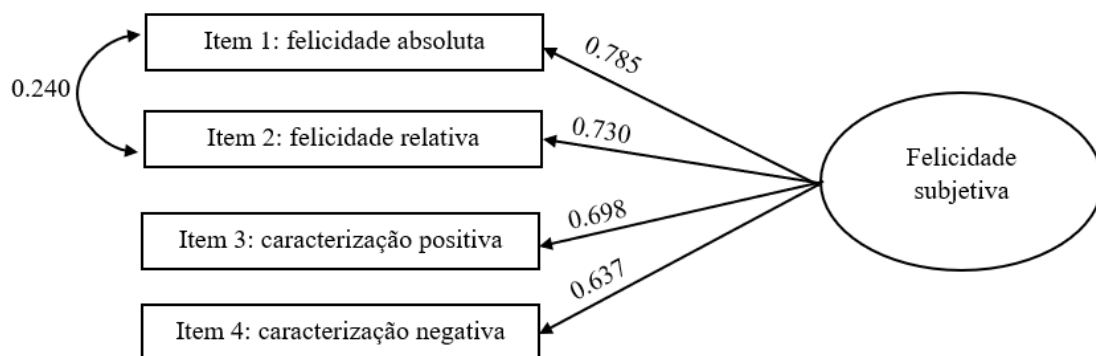 Item 1: felicidade absoluta
0.785
0.240
Item 2: felicidade relativa
0.730
Felicidade
subjetiva
Item 3: caracterização positiva
0.698
0.637
Item 4: caracterização negativa